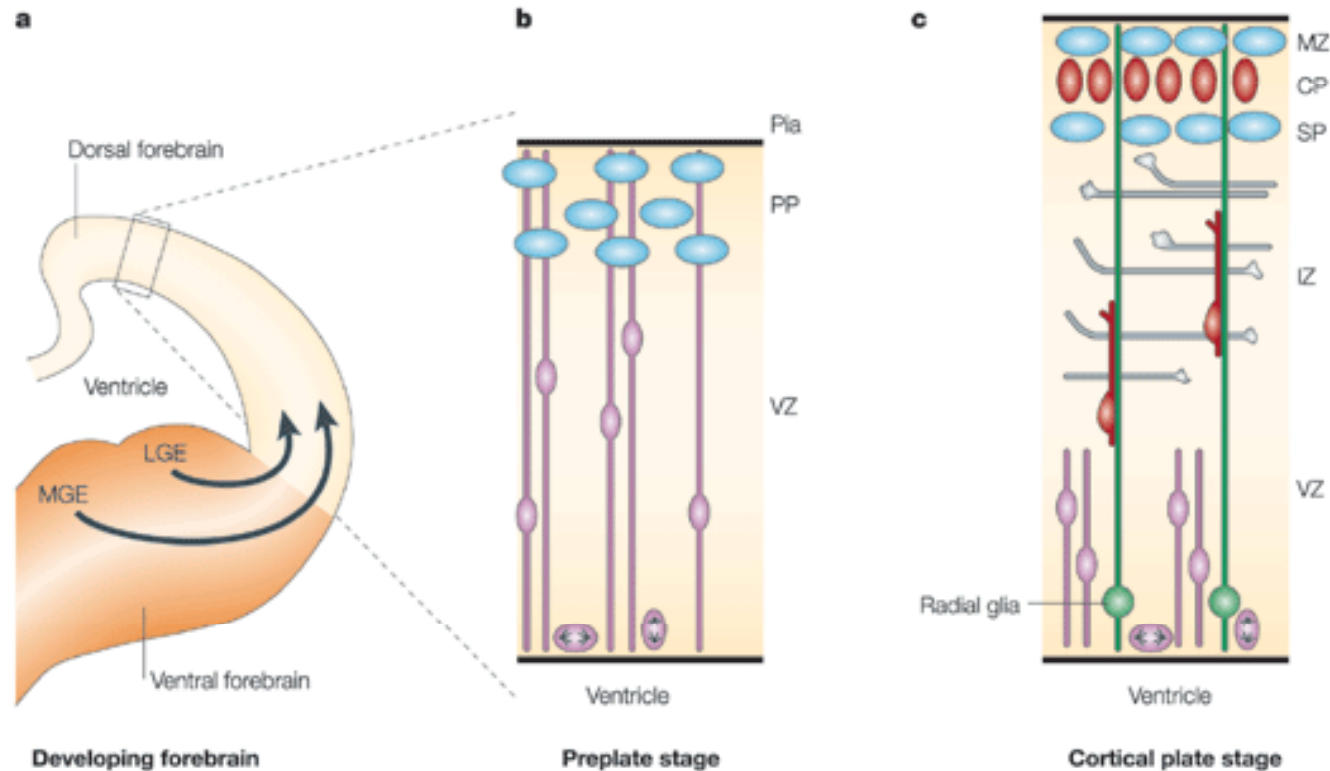 a
Dorsal forebrain
Ventricle
LGE
MGE
Ventral forebrain
Developing forebrain
b
Pia
PP
VZ
Ventricle
Preplate stage
c
MZ
CP
SP
IZ
VZ
Radial glia
Ventricle
Cortical plate stage